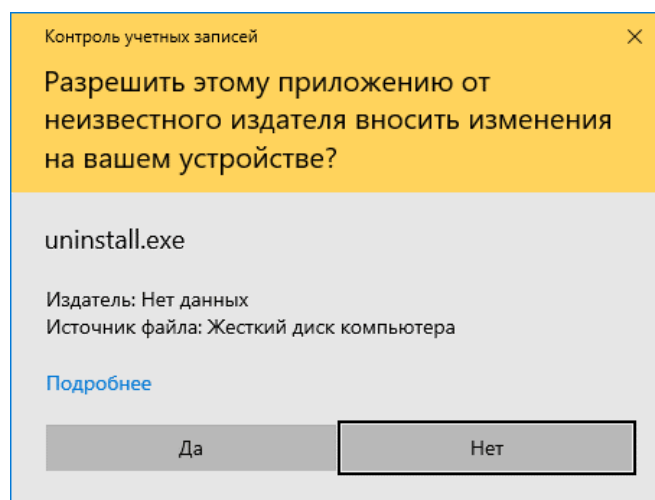 Контроль учетных записей
Разрешить этому приложению от
неизвестного издателя вносить изменения
на вашем устройстве?
uninstall.exe
Издатель: Нет данных
Источник файла: Жесткий диск компьютера
Подробнее
Да
Нет